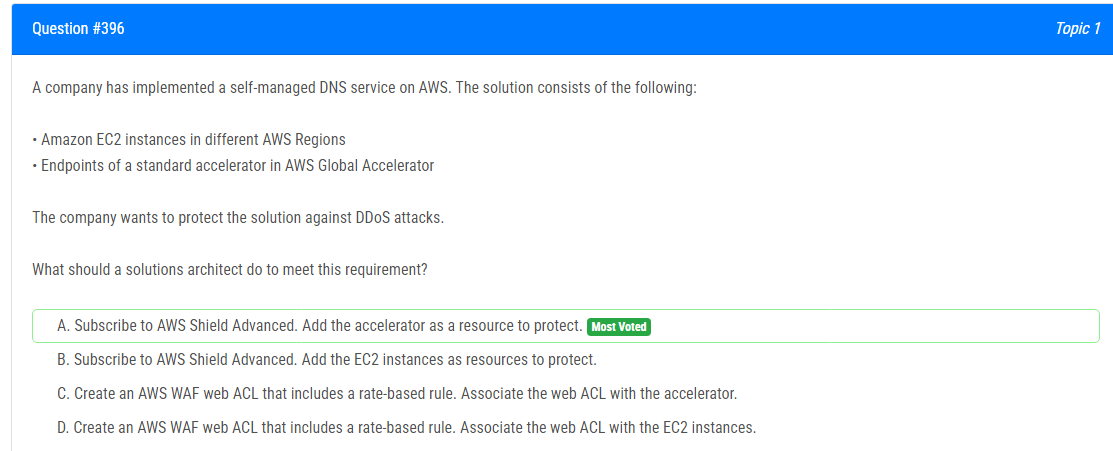 Question #396
Topic 1
A company has implemented a self-managed DNS service on AWS. The solution consists of the following:
• Amazon EC2 instances in different AWS Regions
• Endpoints of a standard accelerator in AWS Global Accelerator
The company wants to protect the solution against DDoS attacks.
What should a solutions architect do to meet this requirement?
A. Subscribe to AWS Shield Advanced. Add the accelerator as a resource to protect. Most Voted
B. Subscribe to AWS Shield Advanced. Add the EC2 instances as resources to protect.
C. Create an AWS WAF web ACL that includes a rate-based rule. Associate the web ACL with the accelerator.
D. Create an AWS WAF web ACL that includes a rate-based rule. Associate the web ACL with the EC2 instances.